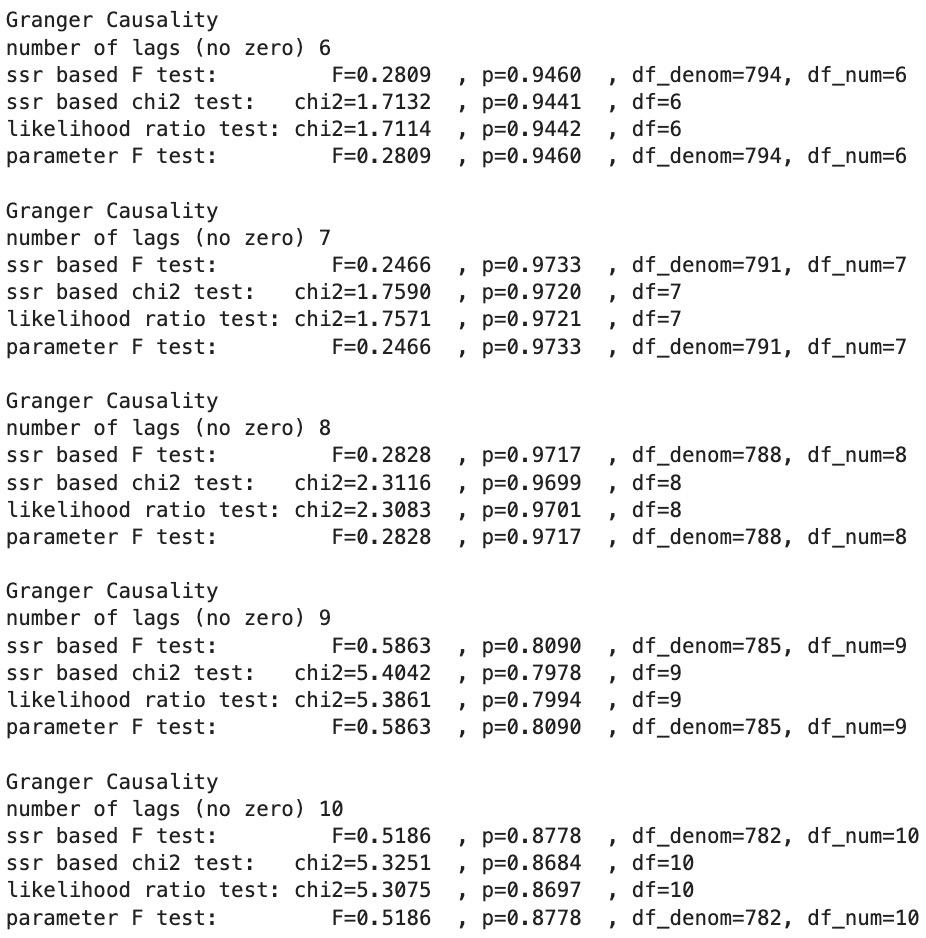 Granger Causality
number of lags (no zero) 6
ssr based F test:         F=0.2809  , p=0.9460  , df_denom=794, df_num=6
ssr based chi2 test:   chi2=1.7132  , p=0.9441  , df=6
likelihood ratio test: chi2=1.7114  , p=0.9442  , df=6
parameter F test:         F=0.2809  , p=0.9460  , df_denom=794, df_num=6

Granger Causality
number of lags (no zero) 7
ssr based F test:         F=0.2466  , p=0.9733  , df_denom=791, df_num=7
ssr based chi2 test:   chi2=1.7590  , p=0.9720  , df=7
likelihood ratio test: chi2=1.7571  , p=0.9721  , df=7
parameter F test:         F=0.2466  , p=0.9733  , df_denom=791, df_num=7

Granger Causality
number of lags (no zero) 8
ssr based F test:         F=0.2828  , p=0.9717  , df_denom=788, df_num=8
ssr based chi2 test:   chi2=2.3116  , p=0.9699  , df=8
likelihood ratio test: chi2=2.3083  , p=0.9701  , df=8
parameter F test:         F=0.2828  , p=0.9717  , df_denom=788, df_num=8

Granger Causality
number of lags (no zero) 9
ssr based F test:         F=0.5863  , p=0.8090  , df_denom=785, df_num=9
ssr based chi2 test:   chi2=5.4042  , p=0.7978  , df=9
likelihood ratio test: chi2=5.3861  , p=0.7994  , df=9
parameter F test:         F=0.5863  , p=0.8090  , df_denom=785, df_num=9

Granger Causality
number of lags (no zero) 10
ssr based F test:         F=0.5186  , p=0.8778  , df_denom=782, df_num=10
ssr based chi2 test:   chi2=5.3251  , p=0.8684  , df=10
likelihood ratio test: chi2=5.3075  , p=0.8697  , df=10
parameter F test:         F=0.5186  , p=0.8778  , df_denom=782, df_num=10